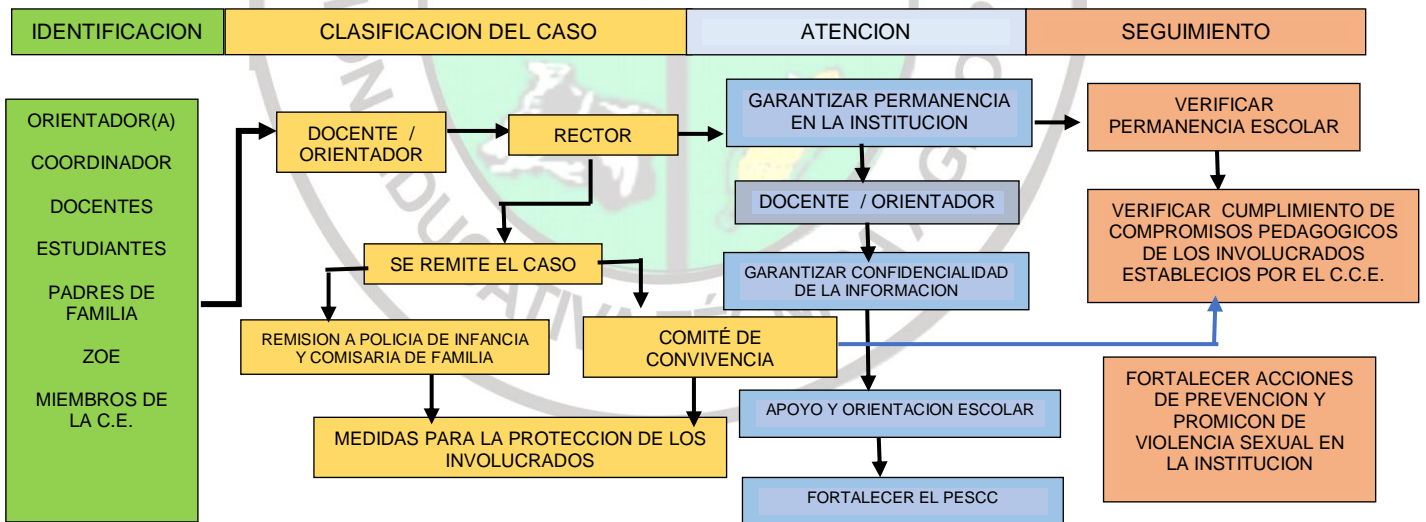 IDENTIFICACION
CLASIFICACION DEL CASO
ATENCION
SEGUIMIENTO
ORIENTADOR(A)
COORDINADOR
DOCENTES
ESTUDIANTES
PADRES DE
FAMILIA
ZOE
MIEMBROS DE
LA C.E.
DOCENTE /
ORIENTADOR
RECTOR
SE REMITE EL CASO
REMISION A POLICIA DE INFANCIA
Y COMISARIA DE FAMILIA
COMITÉ DE
CONVIVENCIA
MEDIDAS PARA LA PROTECCION DE LOS
INVOLUCRADOS
GARANTIZAR PERMANENCIA
EN LA INSTITUCION
DOCENTE / ORIENTADOR
GARANTIZAR CONFIDENCIALIDAD
DE LA INFORMACION
APOYO Y ORIENTACION ESCOLAR
FORTALECER EL PESCC
VERIFICAR
PERMANENCIA ESCOLAR
VERIFICAR CUMPLIMIENTO DE
COMPROMISOS PEDAGOGICOS
DE LOS INVOLUCRADOS
ESTABLECIOS POR EL C.C.E.
FORTALECER ACCIONES
DE PREVENCION Y
PROMICON DE
VIOLENCIA SEXUAL EN
LA INSTITUCION